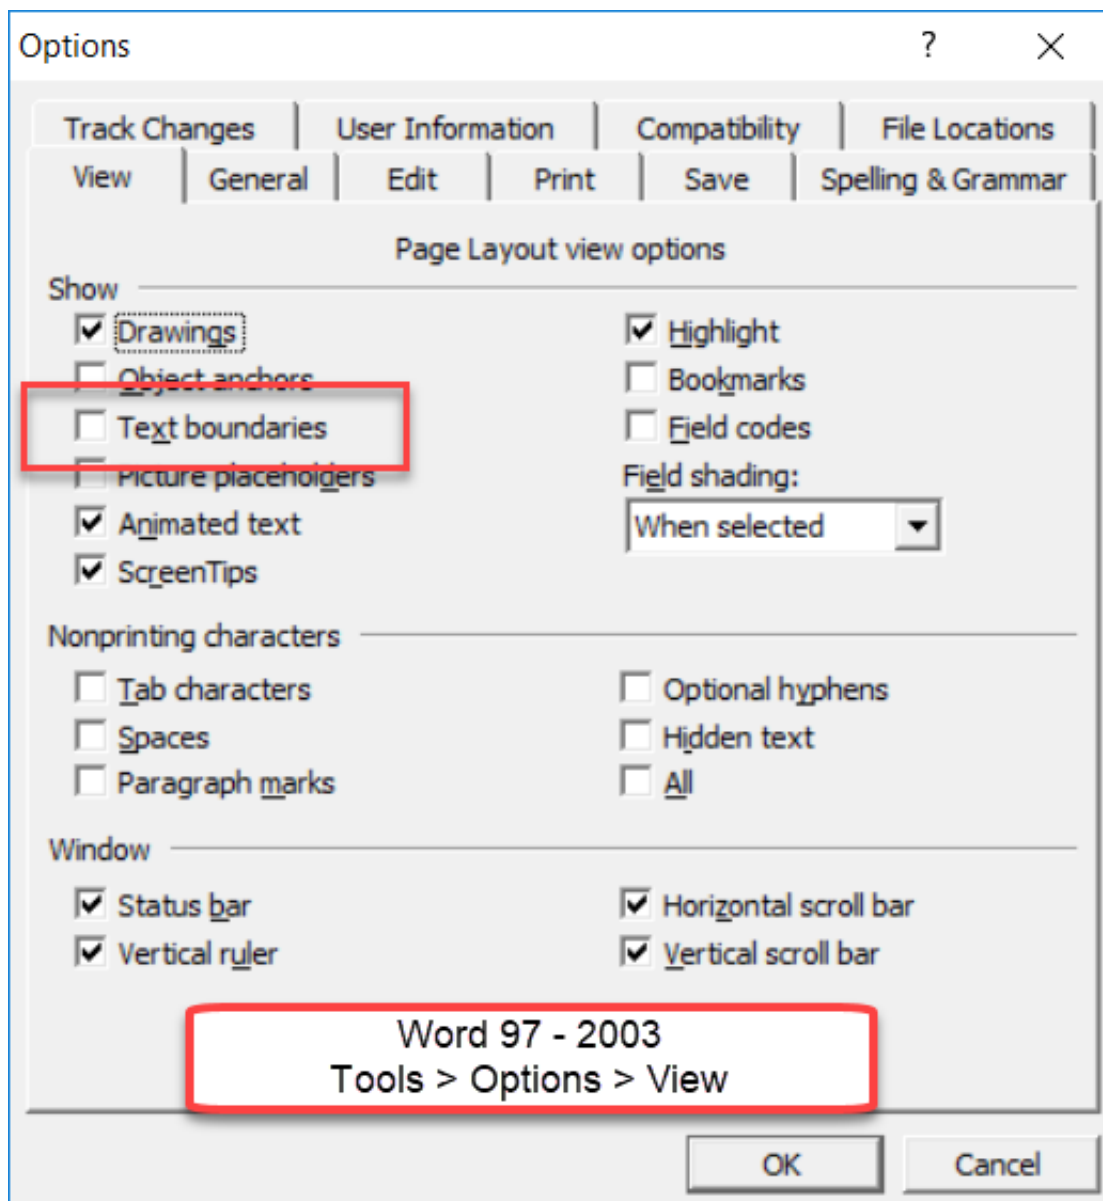 Options ?
Track Changes User Information Compatibility File Locations
View General Edit Print Save Spelling & Grammar
Page Layout view options
Show
Drawings Highlight
Object anchors Bookmarks
Text boundaries Field codes
Picture placeholders Field shading:
Animated text When selected
ScreenTips
Nonprinting characters
Tab characters Optional hyphens
Spaces Hidden text
Paragraph marks All
Window
Status bar Horizontal scroll bar
Vertical ruler Vertical scroll bar
Word 97 - 2003
Tools > Options > View
OK Cancel